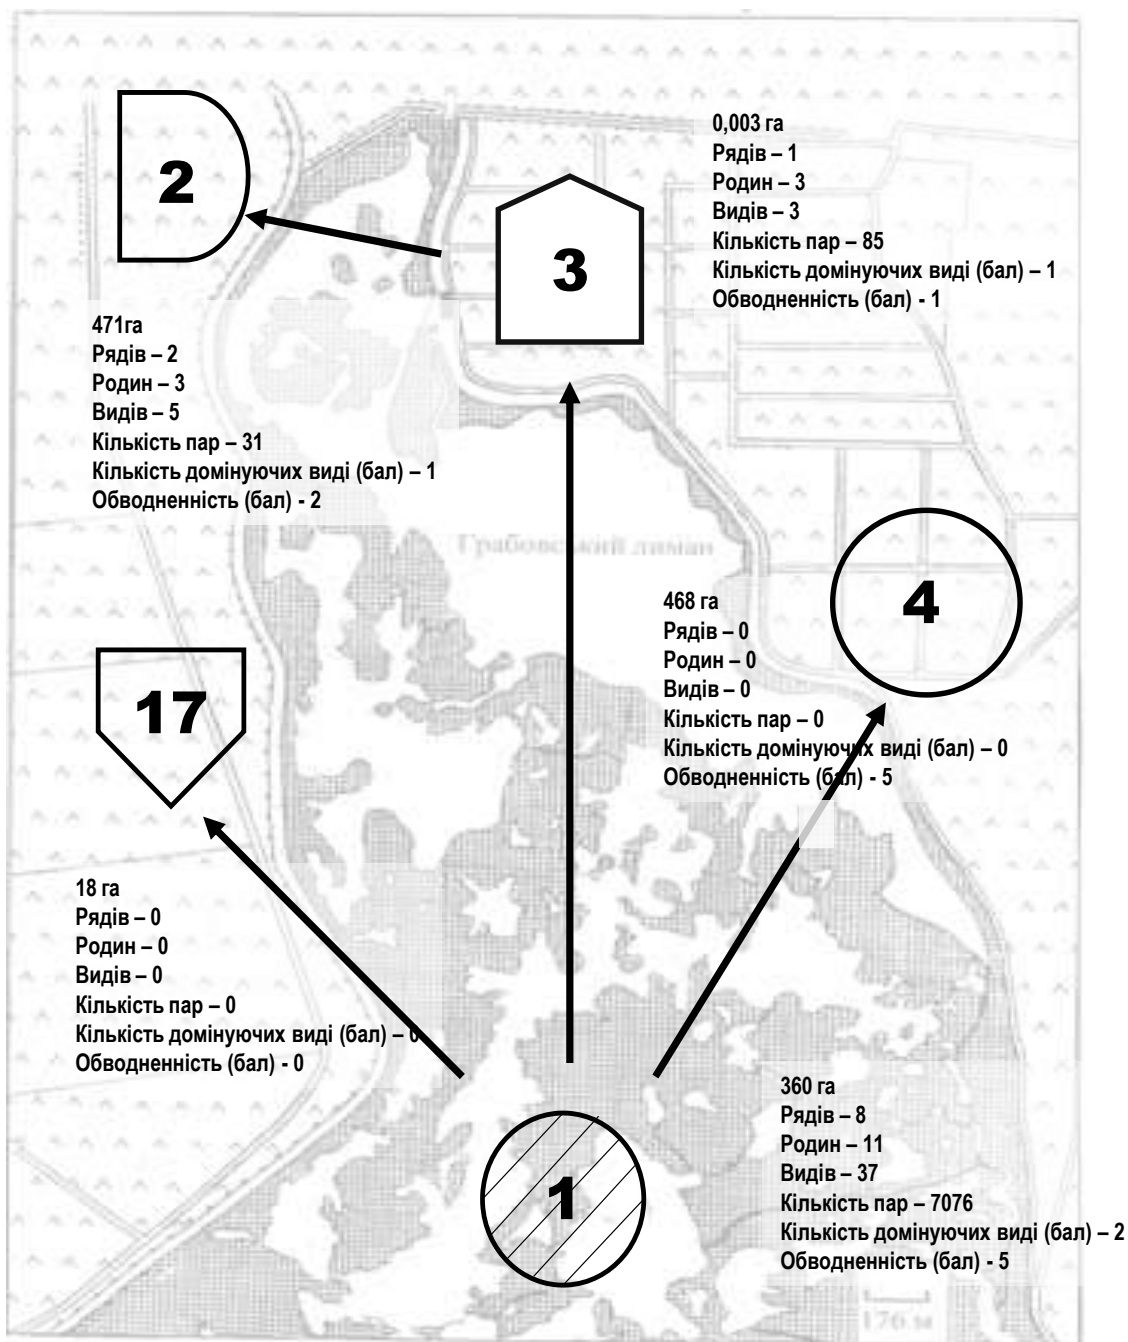 2
0,003 га
Рядів – 1
Родин – 3
Видів – 3
Кількість пар – 85
Кількість домінуючих виді (бал) – 1
Обводненність (бал) - 1
3
471га
Рядів – 2
Родин – 3
Видів – 5
Кількість пар – 31
Кількість домінуючих виді (бал) – 1
Обводненність (бал) - 2
Грабовський лиман
4
468 га
Рядів – 0
Родин – 0
Видів – 0
Кількість пар – 0
Кількість домінуючих виді (бал) – 0
Обводненність (бал) - 5
17
18 га
Рядів – 0
Родин – 0
Видів – 0
Кількість пар – 0
Кількість домінуючих виді (бал) – 0
Обводненність (бал) - 0
360 га
Рядів – 8
Родин – 11
Видів – 37
Кількість пар – 7076
Кількість домінуючих виді (бал) – 2
Обводненність (бал) - 5
1
176 м